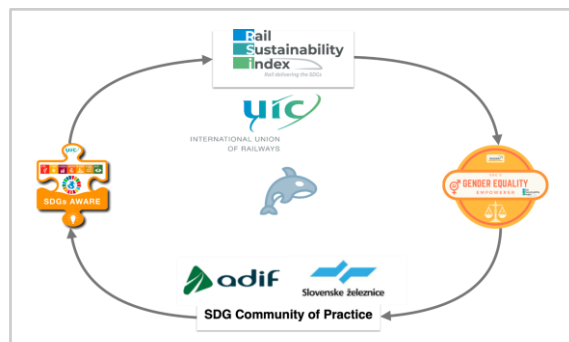 Rail
Sustainability
Index
Rail delivering the SDGs
uic
INTERNATIONAL UNION
OF RAILWAYS
UIC
SDGs AWARE
GENDER EQUALITY
EMPOWERED
adif
Slovenske železnice
SDG Community of Practice